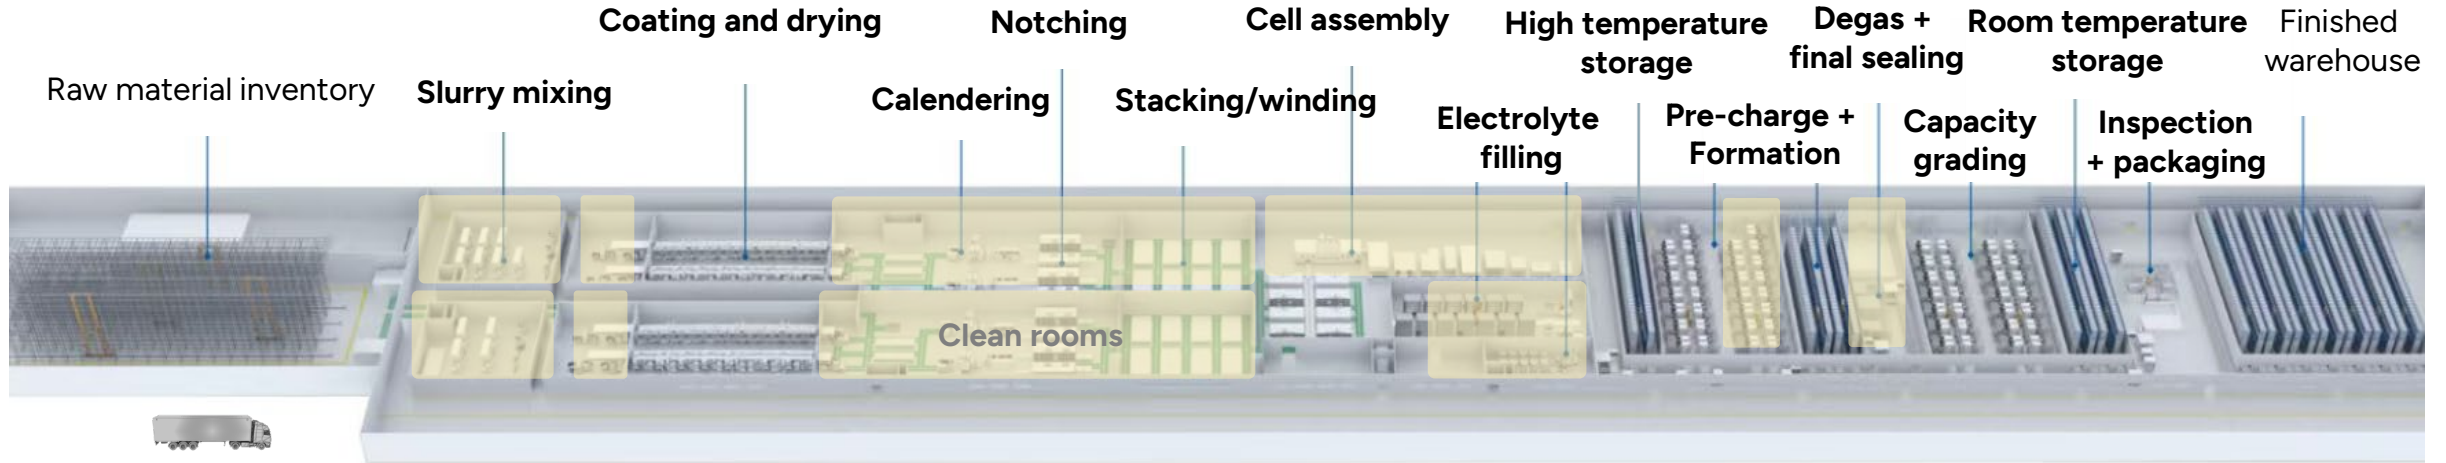 Raw material inventory
Slurry mixing
Coating and drying
Calendering
Notching
Stacking/winding
Cell assembly
Electrolyte
filling
High temperature
storage
Pre-charge +
Formation
Degas +
final sealing
Capacity
grading
Room temperature
storage
Inspection
+ packaging
Finished
warehouse
Clean rooms